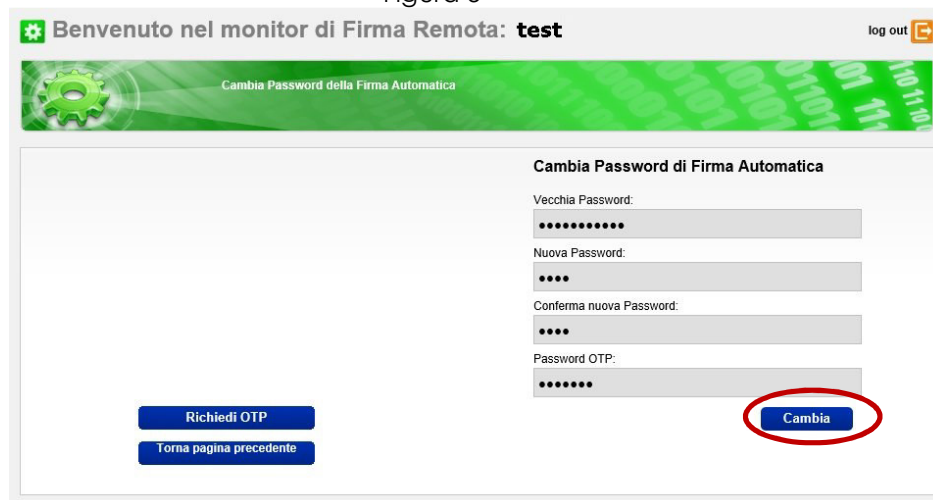 Benvenuto nel monitor di Firma Remota: test
log out
Cambia Password della Firma Automatica
Cambia Password di Firma Automatica
Vecchia Password:
•••••••••••
Nuova Password:
••••
Conferma nuova Password:
••••
Password OTP:
•••••••
Richiedi OTP
Cambia
Torna pagina precedente